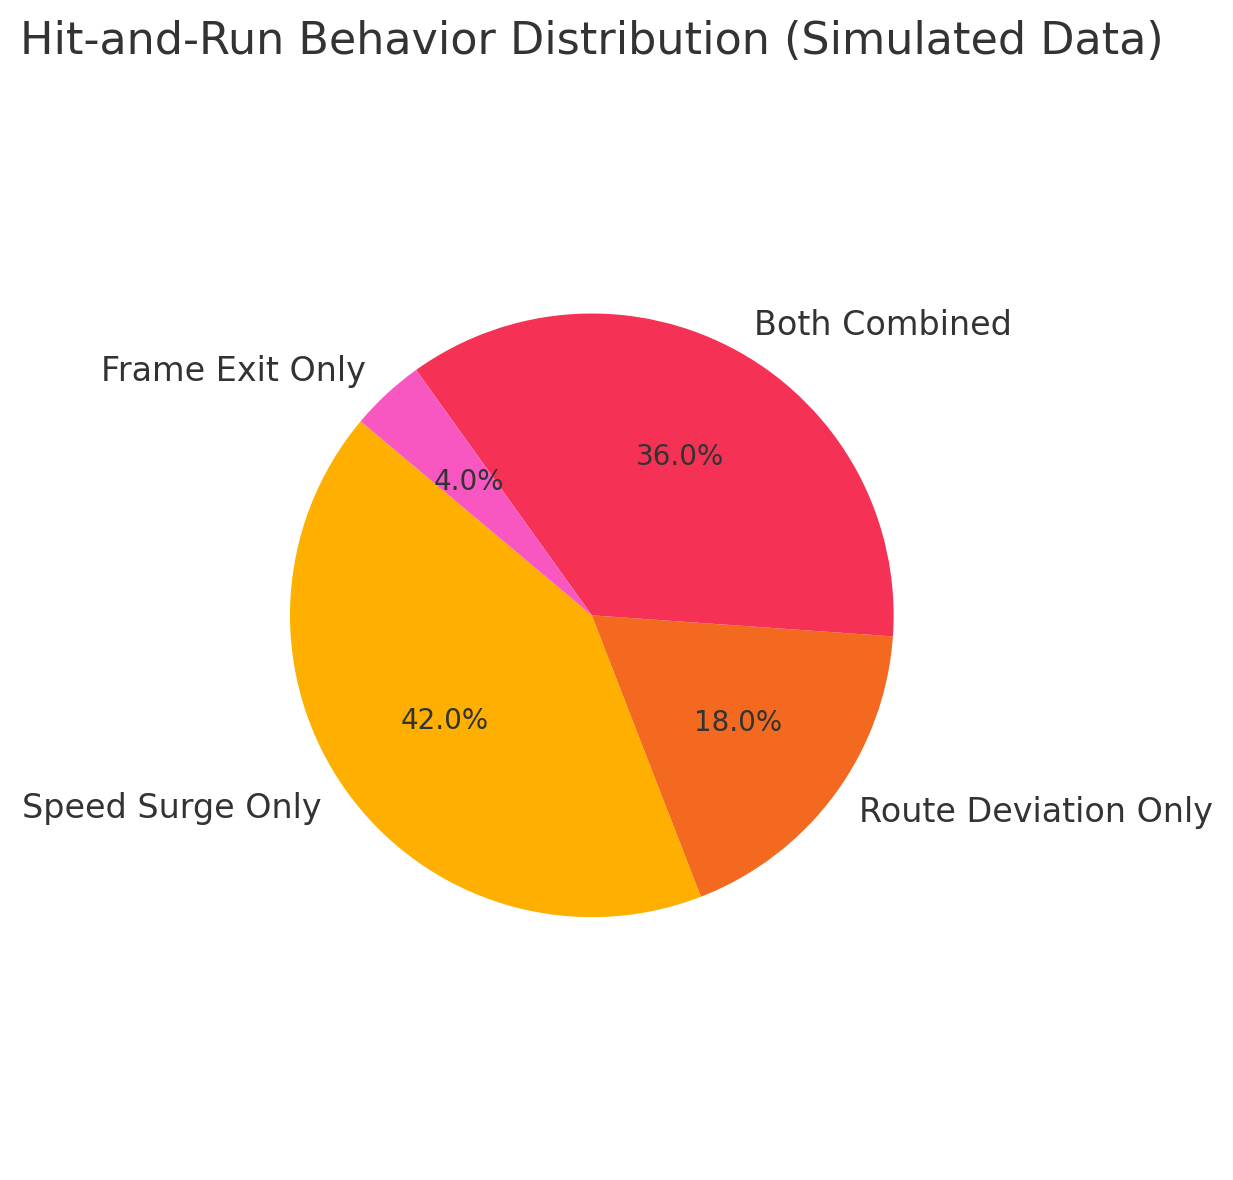 Hit-and-Run Behavior Distribution (Simulated Data)
Both Combined
Frame Exit Only
36.0%
4.0%
42.0%
18.0%
Speed Surge Only
Route Deviation Only